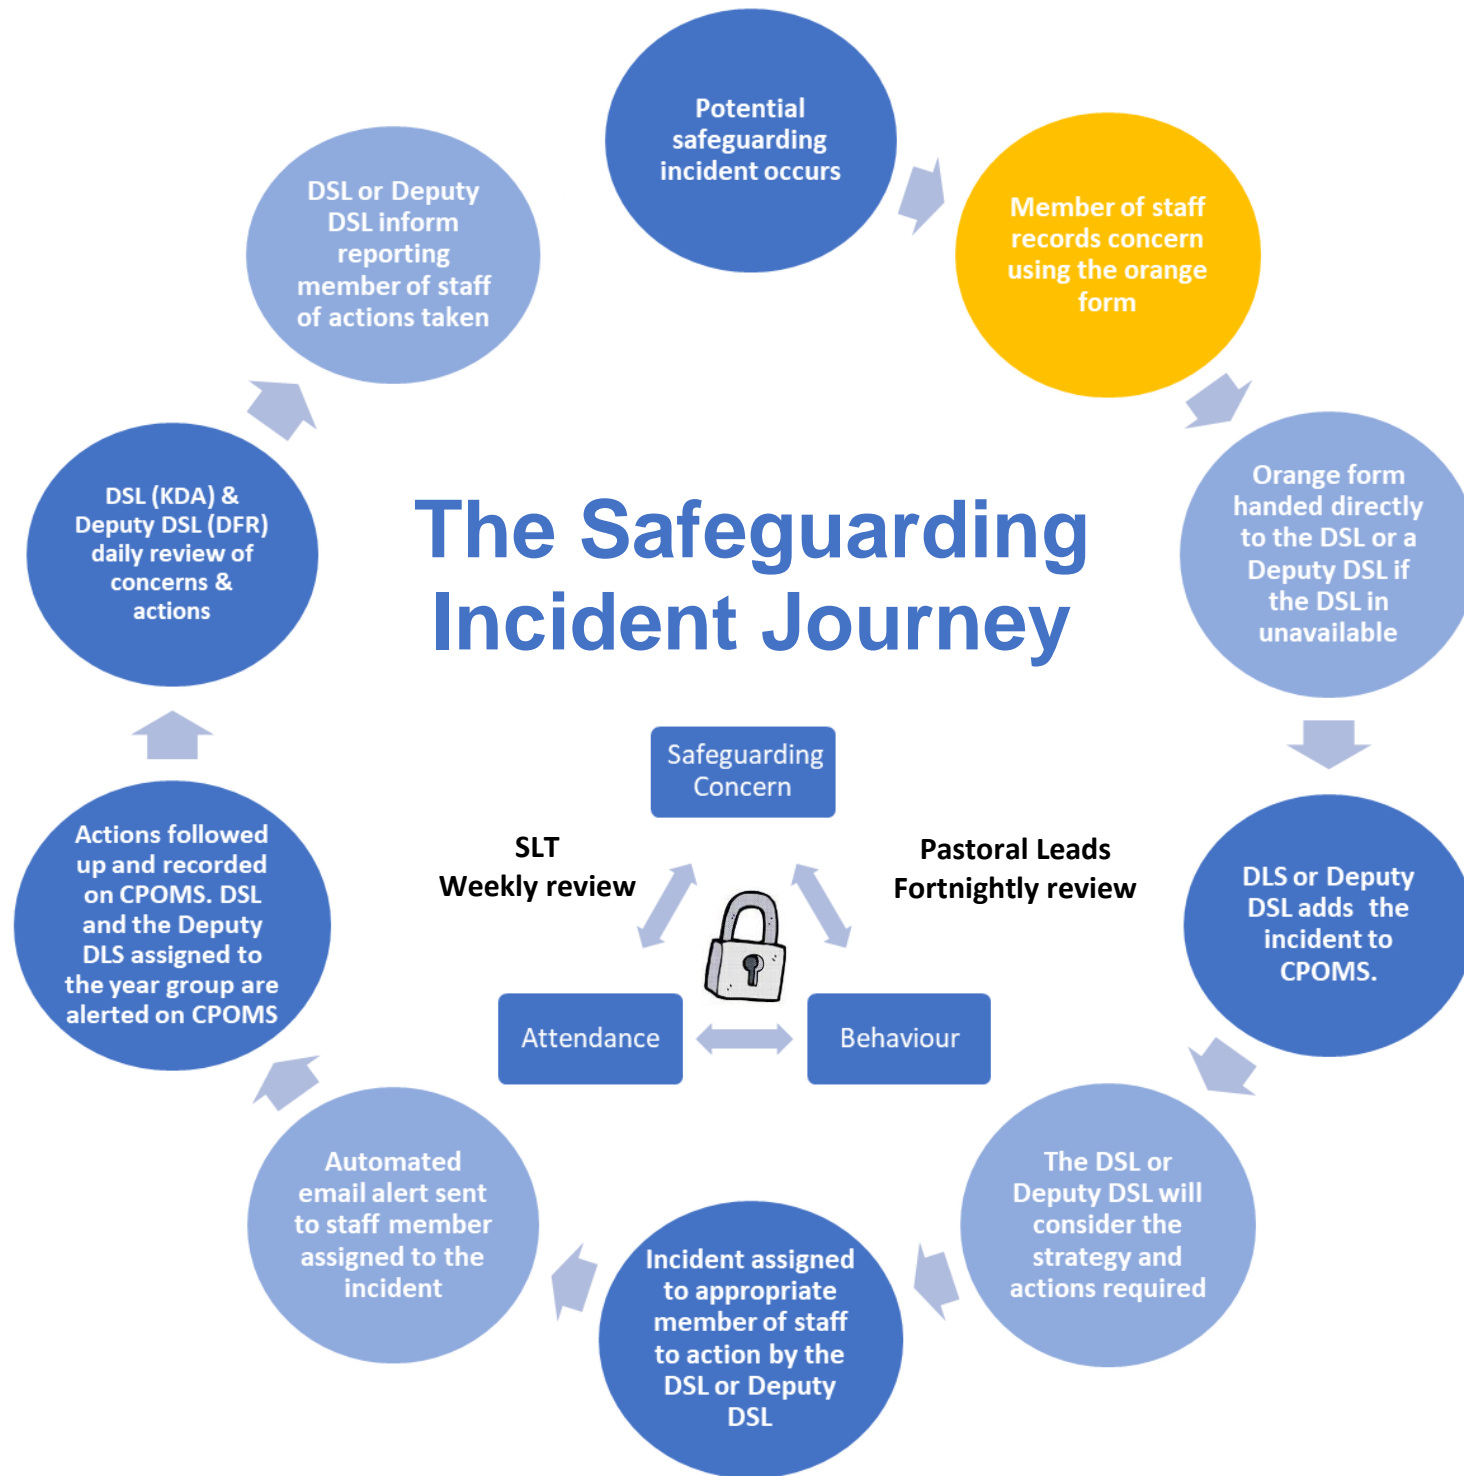 Potential
safeguarding
incident occurs
Member of staff
records concern
using the orange
form
Orange form
handed directly
to the DSL or a
Deputy DSL if
the DSL in
unavailable
DLS or Deputy
DSL adds the
incident to
CPOMS.
The DSL or
Deputy DSL will
consider the
strategy and
actions required
Incident assigned
to appropriate
member of staff
to action by the
DSL or Deputy
DSL
Automated
email alert sent
to staff member
assigned to the
incident
Actions followed
up and recorded
on CPOMS. DSL
and the Deputy
DLS assigned to
the year group are
alerted on CPOMS
DSL (KDA) &
Deputy DSL (DFR)
daily review of
concerns &
actions
DSL or Deputy
DSL inform
reporting
member of staff
of actions taken
The Safeguarding
Incident Journey
Safeguarding
Concern
SLT
Weekly review
Pastoral Leads
Fortnightly review
Attendance
Behaviour